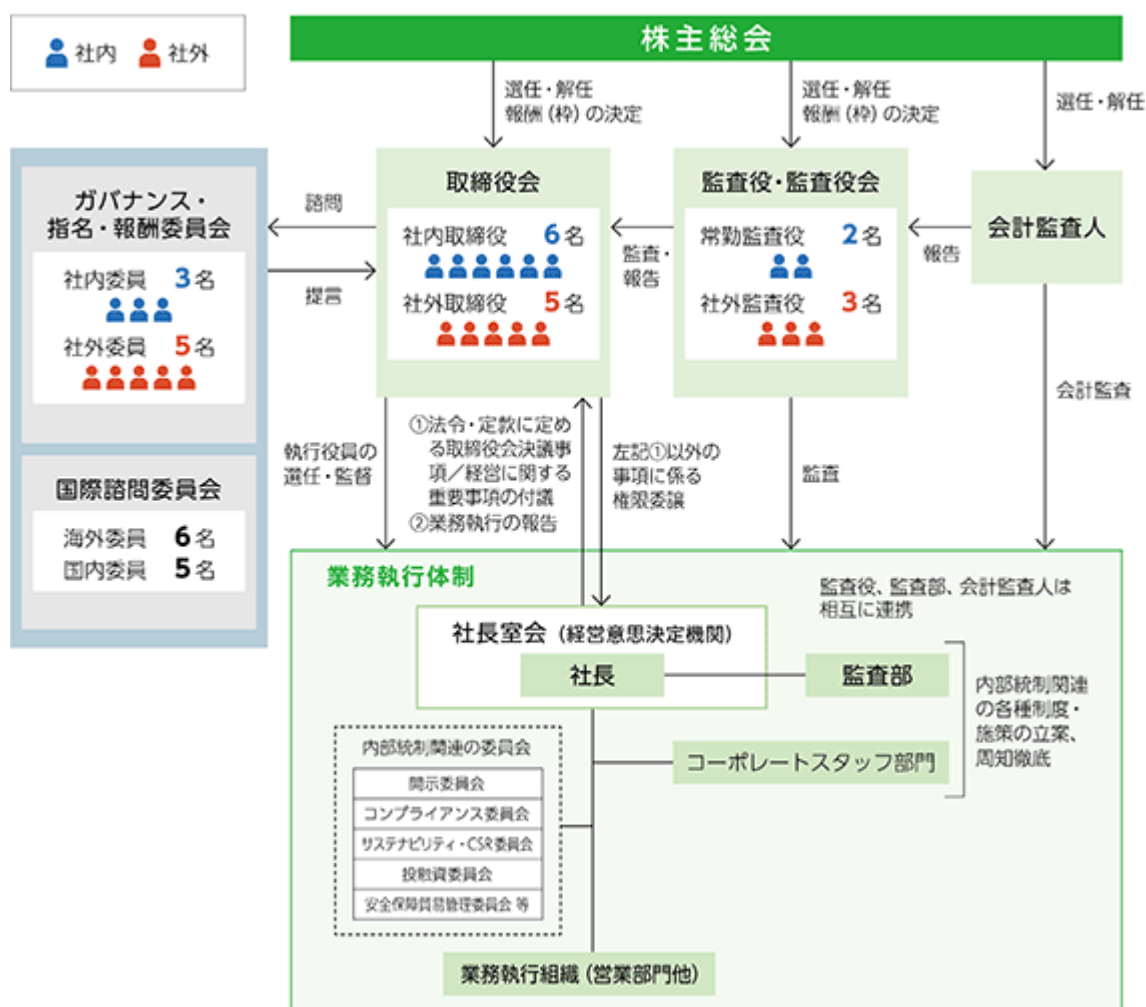 社内 社外
株主総会
選任・解任
報酬（枠）の決定
選任・解任
報酬（枠）の決定
選任・解任
ガバナンス・
指名・報酬委員会
社内委員 3名
社外委員 5名
国際諮問委員会
海外委員 6名
国内委員 5名
諮問
提言
取締役会
社内取締役 6名
社外取締役 5名
監査・
報告
監査役・監査役会
常勤監査役 2名
社外監査役 3名
報告
会計監査人
執行役員の
選任・監督
①法令・定款に定め
る取締役会決議事
項／経営に関する
重要事項の付議
②業務執行の報告
左記①以外の
事項に係る
権限委譲
監査
会計監査
業務執行体制
監査役、監査部、会計監査人は
相互に連携
社長室会（経営意思決定機関）
社長
監査部
コーポレートスタッフ部門
内部統制関連
の各種制度・
施策の立案、
周知徹底
内部統制関連の委員会
開示委員会
コンプライアンス委員会
サステナビリティ・CSR委員会
投融資委員会
安全保障貿易管理委員会 等
業務執行組織（営業部門他）